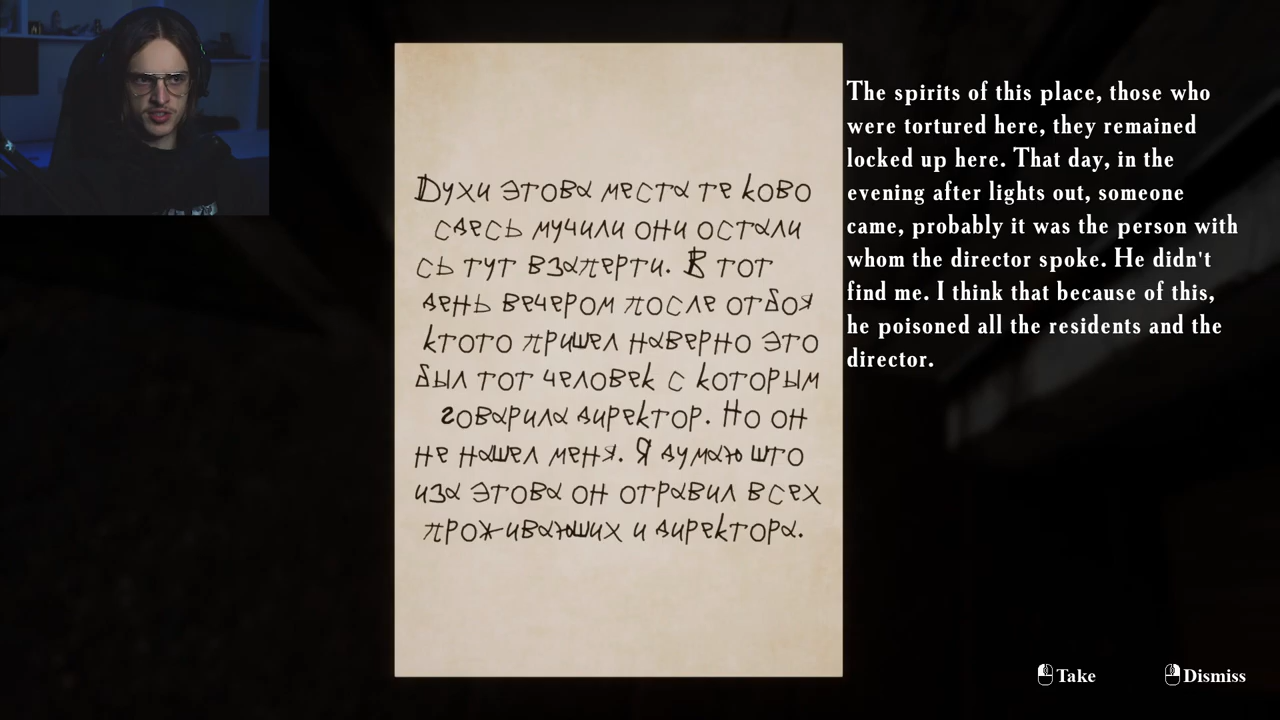 Духи этова места те ково
сдесь мучили они остали
сь тут взаперти. В тот
день вечером после отбоя
ктото пришел наверно это
был тот человек с которым
говарила директор. Но он
не нашел меня. Я думаю што
иза этова он отравил всех
проживаюших и директора.
The spirits of this place, those who
were tortured here, they remained
locked up here. That day, in the
evening after lights out, someone
came, probably it was the person with
whom the director spoke. He didn't
find me. I think that because of this,
he poisoned all the residents and the
director.
Take
Dismiss